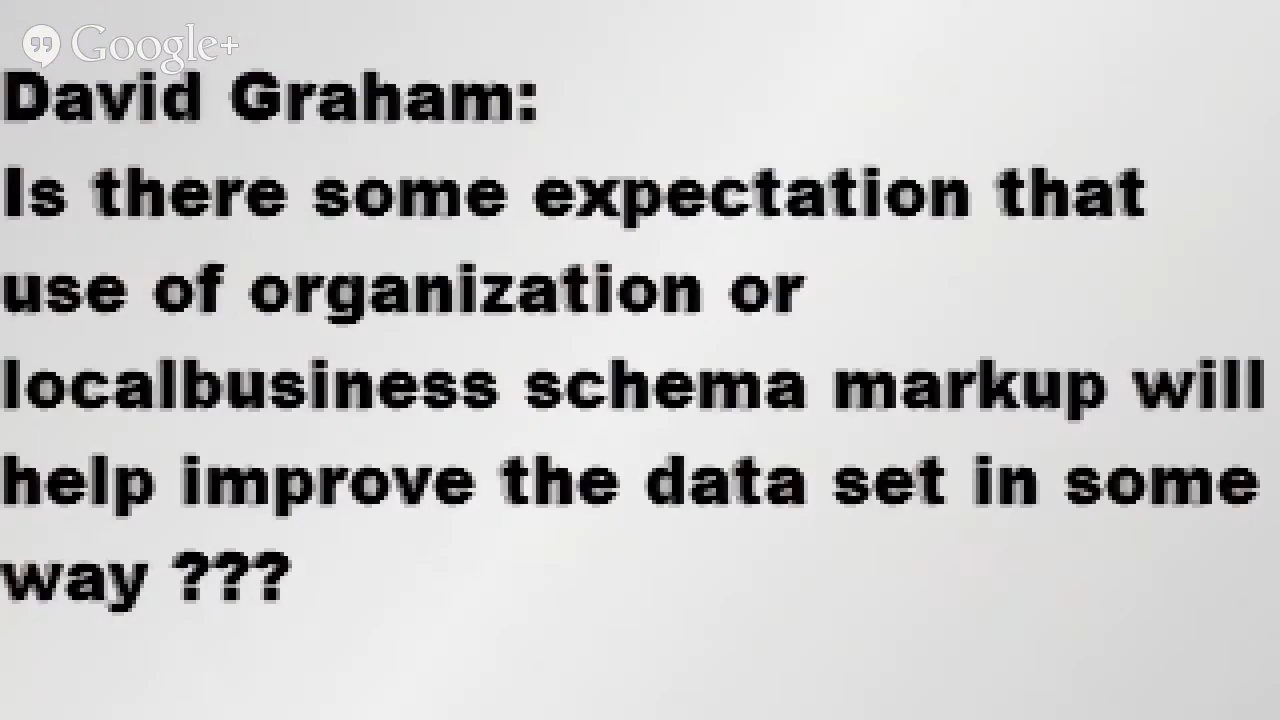 Google+
David Graham:
Is there some expectation that
use of organization or
localbusiness schema markup will
help improve the data set in some
way ???